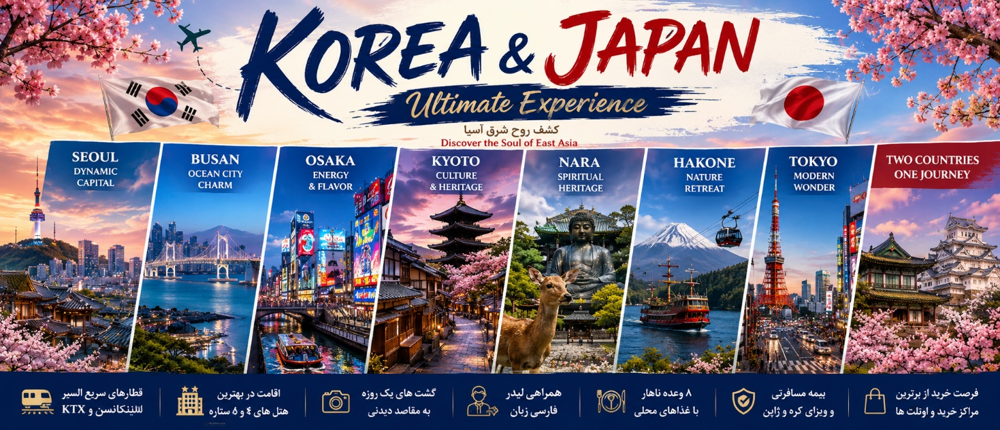 KOREA & JAPAN
Ultimate Experience
کشف روح شرق آسیا
Discover the Soul of East Asia
SEOUL
DYNAMIC
CAPITAL
BUSAN
OCEAN CITY
CHARM
OSAKA
ENERGY
& FLAVOR
KYOTO
CULTURE
& HERITAGE
NARA
SPIRITUAL
HERITAGE
HAKONE
NATURE
RETREAT
TOKYO
MODERN
WONDER
TWO COUNTRIES
ONE JOURNEY
فرصت خرید از برترین
مراکز خرید و اوتلت ها
بیمه مسافرتی
و ویزای کره و ژاپن
۸ وعده ناهار
با غذاهای محلی
همراهی لیدر
فارسی زبان
گشت های یک روزه
به مقاصد دیدنی
اقامت در بهترین
هتل های ٤ و ۵ ستاره
قطارهای سریع السیر
و KTX